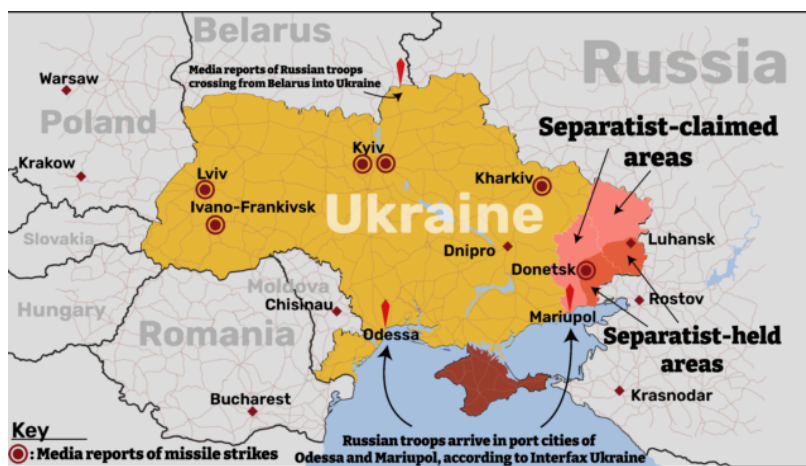 Belarus
Russia
Media reports of Russian troops
crossing from Belarus into Ukraine
Warsaw
Poland
Separatist-claimed
areas
Kyiv
Krakow
Lviv
Kharkiv
Ivano-Frankivsk
Ukraine
Slovakia
Luhansk
Dnipro
Donetsk
Moldova
Hungary
Chisinau
Rostov
Mariupol
Romania
Odessa
Separatist-held
areas
Bucharest
Krasnodar
Key
: Media reports of missile strikes
Russian troops arrive in port cities of
Odessa and Mariupol, according to Interfax Ukraine